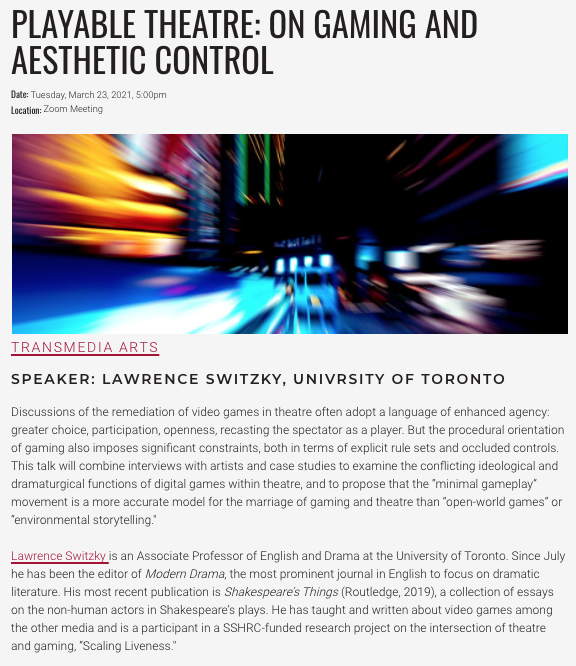 PLAYABLE THEATRE: ON GAMING AND
AESTHETIC CONTROL
Date: Tuesday, March 23, 2021, 5:00pm
Location: Zoom Meeting
TRANSMEDIA ARTS
SPEAKER: LAWRENCE SWITZKY, UNIVRSITY OF TORONTO
Discussions of the remediation of video games in theatre often adopt a language of enhanced agency:
greater choice, participation, openness, recasting the spectator as a player. But the procedural orientation
of gaming also imposes significant constraints, both in terms of explicit rule sets and occluded controls.
This talk will combine interviews with artists and case studies to examine the conflicting ideological and
dramaturgical functions of digital games within theatre, and to propose that the “minimal gameplay”
movement is a more accurate model for the marriage of gaming and theatre than “open-world games” or
“environmental storytelling."
Lawrence Switzky is an Associate Professor of English and Drama at the University of Toronto. Since July
he has been the editor of Modern Drama, the most prominent journal in English to focus on dramatic
literature. His most recent publication is Shakespeare's Things (Routledge, 2019), a collection of essays
on the non-human actors in Shakespeare’s plays. He has taught and written about video games among
the other media and is a participant in a SSHRC-funded research project on the intersection of theatre
and gaming, “Scaling Liveness."